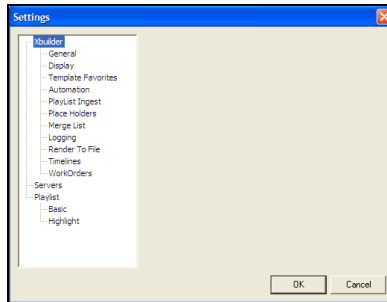 Settings
Xbuilder
General
Display
Template Favorites
Automation
PlayList Ingest
Place Holders
Merge List
Logging
Render To File
Timelines
WorkOrders
Servers
Playlist
Basic
Highlight
OK
Cancel